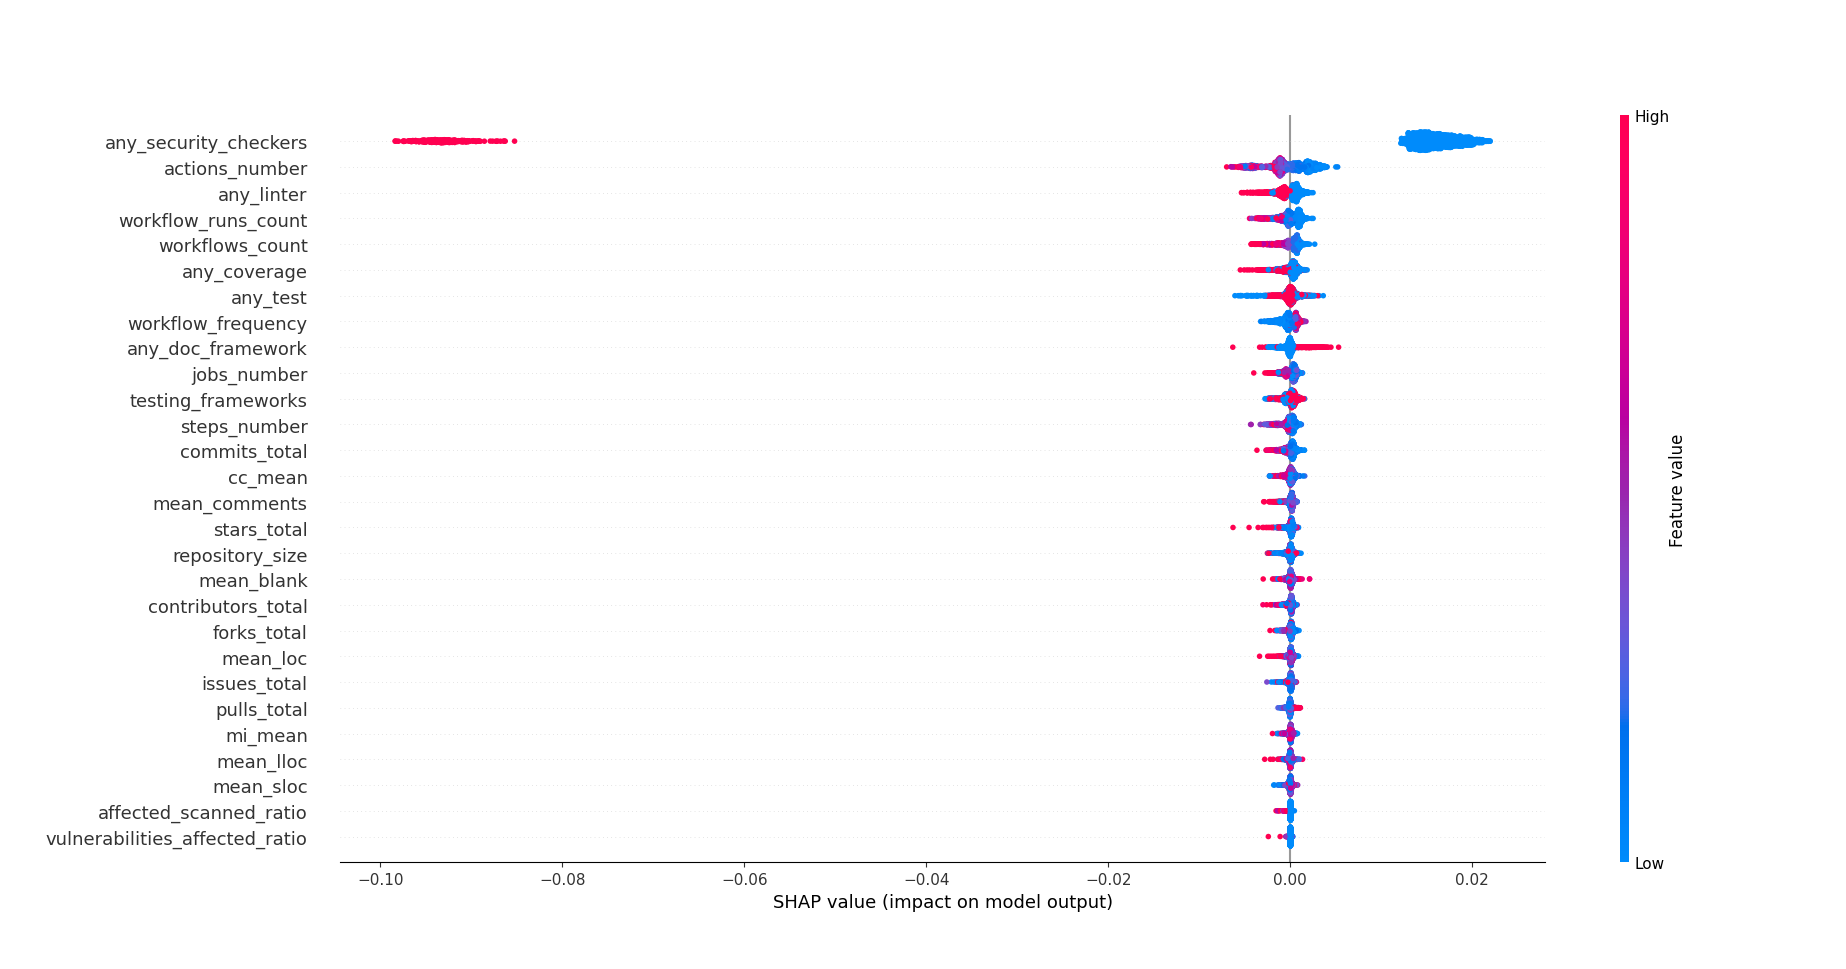 any_security_checkers
actions_number
any_linter
workflow_runs_count
workflows_count
any_coverage
any_test
workflow_frequency
any_doc_framework
jobs_number
testing_frameworks
steps_number
commits_total
cc_mean
mean_comments
stars_total
repository_size
mean_blank
contributors_total
forks_total
mean_loc
issues_total
pulls_total
mi_mean
mean_lloc
mean_sloc
affected_scanned_ratio
vulnerabilities_affected_ratio
−0.10 −0.08 −0.06 −0.04 −0.02 0.00 0.02
SHAP value (impact on model output)
High
Feature value
Low